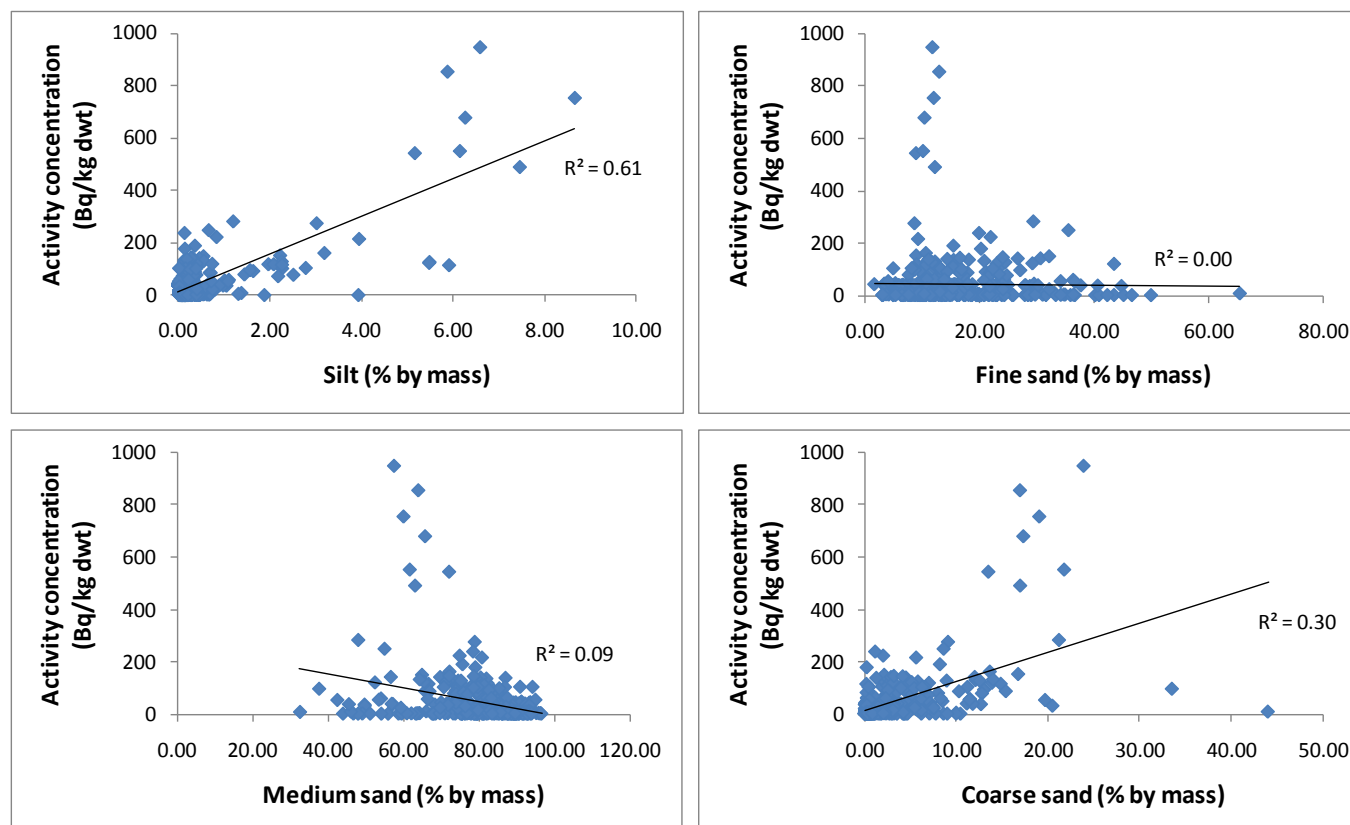 Activity concentration
(Bq/kg dwt)
1000
800
600
400
200
0
R² = 0.61
0.00 2.00 4.00 6.00 8.00 10.00
Silt (% by mass)
Activity concentration
(Bq/kg dwt)
1000
800
600
400
200
0
R² = 0.00
0.00 20.00 40.00 60.00 80.00
Fine sand (% by mass)
Activity concentration
(Bq/kg dwt)
1000
800
600
400
200
0
R² = 0.09
0.00 20.00 40.00 60.00 80.00 100.00 120.00
Medium sand (% by mass)
Activity concentration
(Bq/kg dwt)
1000
800
600
400
200
0
R² = 0.30
0.00 10.00 20.00 30.00 40.00 50.00
Coarse sand (% by mass)